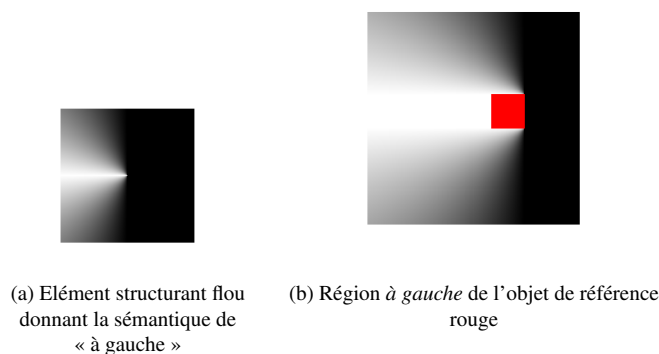 (a) Elément structurant flou
donnant la sémantique de
« à gauche »
(b) Région à gauche de l'objet de référence
rouge